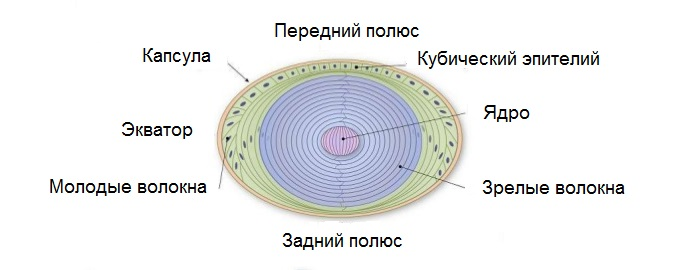 Передний полюс
Капсула
Кубический эпителий
Ядро
Экватор
Молодые волокна
Зрелые волокна
Задний полюс